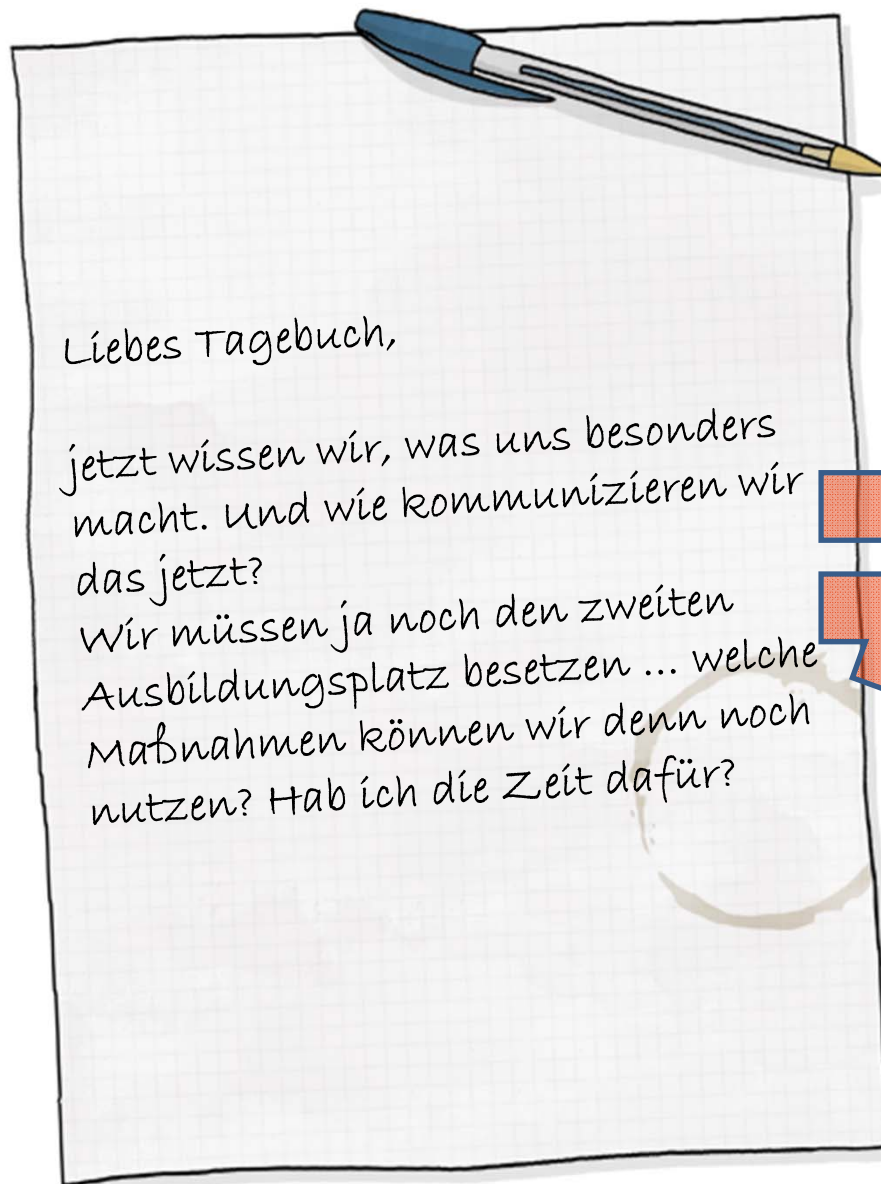 Liebes Tagebuch,
jetzt wissen wir, was uns besonders
macht. Und wie kommunizieren wir
das jetzt?
Wir müssen ja noch den zweiten
Ausbildungsplatz besetzen ... welche
Maßnahmen können wir denn noch
nutzen? Hab ich die Zeit dafür?